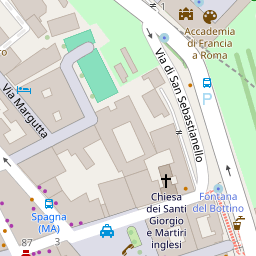 Accademia
di Francia
a Roma
Via di San Sebastianello
Via Margutta
P
Chiesa
dei Santi
Giorgio
e Martiri
inglesi
Fontana
del Bottino
Spagna
(MA)
87
3